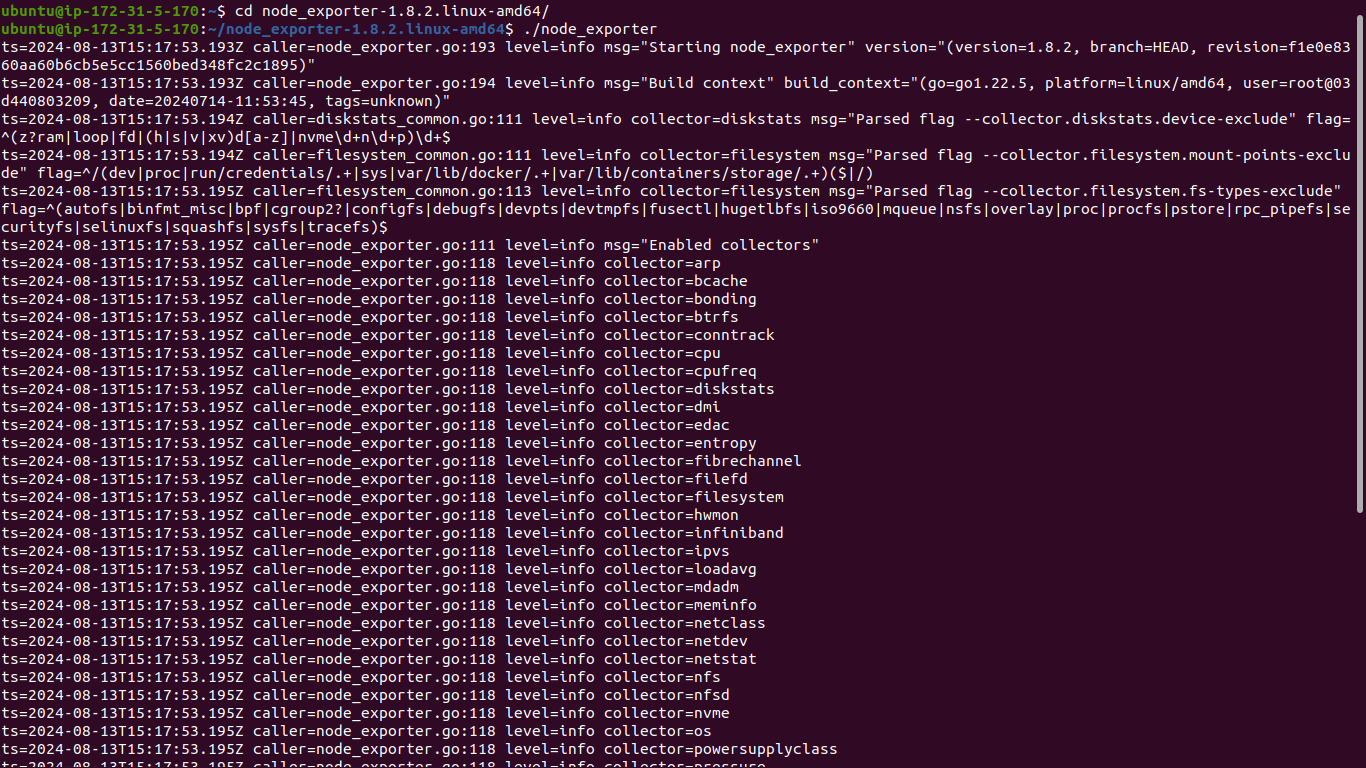 ubuntu@ip-172-31-5-170:~$ cd node_exporter-1.8.2.linux-amd64/
ubuntu@ip-172-31-5-170:~/node_exporter-1.8.2.linux-amd64$ ./node_exporter
ts=2024-08-13T15:17:53.193Z caller=node_exporter.go:193 level=info msg="Starting node_exporter" version="(version=1.8.2, branch=HEAD, revision=f1e0e83
60aa60b6cb5e5cc1560bed348fc2c1895)"
ts=2024-08-13T15:17:53.193Z caller=node_exporter.go:194 level=info msg="Build context" build_context="(go=go1.22.5, platform=linux/amd64, user=root@03
d440803209, date=20240714-11:53:45, tags=unknown)"
ts=2024-08-13T15:17:53.194Z caller=diskstats_common.go:111 level=info collector=diskstats msg="Parsed flag --collector.diskstats.device-exclude" flag=
^(z?ram|loop|fd|(h|s|v|xv)d[a-z]|nvme\d+n\d+p)\d+$
ts=2024-08-13T15:17:53.194Z caller=filesystem_common.go:111 level=info collector=filesystem msg="Parsed flag --collector.filesystem.mount-points-exclu
de" flag=^/(dev|proc|run/credentials/.+|sys|var/lib/docker/.+|var/lib/containers/storage/.+)($|/)
ts=2024-08-13T15:17:53.195Z caller=filesystem_common.go:113 level=info collector=filesystem msg="Parsed flag --collector.filesystem.fs-types-exclude"
flag=^(autofs|binfmt_misc|bpf|cgroup2?|configfs|debugfs|devpts|devtmpfs|fusectl|hugetlbfs|iso9660|mqueue|nsfs|overlay|proc|procfs|pstore|rpc_pipefs|se
curityfs|selinuxfs|squashfs|sysfs|tracefs)$
ts=2024-08-13T15:17:53.195Z caller=node_exporter.go:111 level=info msg="Enabled collectors"
ts=2024-08-13T15:17:53.195Z caller=node_exporter.go:118 level=info collector=arp
ts=2024-08-13T15:17:53.195Z caller=node_exporter.go:118 level=info collector=bcache
ts=2024-08-13T15:17:53.195Z caller=node_exporter.go:118 level=info collector=bonding
ts=2024-08-13T15:17:53.195Z caller=node_exporter.go:118 level=info collector=btrfs
ts=2024-08-13T15:17:53.195Z caller=node_exporter.go:118 level=info collector=conntrack
ts=2024-08-13T15:17:53.195Z caller=node_exporter.go:118 level=info collector=cpu
ts=2024-08-13T15:17:53.195Z caller=node_exporter.go:118 level=info collector=cpufreq
ts=2024-08-13T15:17:53.195Z caller=node_exporter.go:118 level=info collector=diskstats
ts=2024-08-13T15:17:53.195Z caller=node_exporter.go:118 level=info collector=dmi
ts=2024-08-13T15:17:53.195Z caller=node_exporter.go:118 level=info collector=edac
ts=2024-08-13T15:17:53.195Z caller=node_exporter.go:118 level=info collector=entropy
ts=2024-08-13T15:17:53.195Z caller=node_exporter.go:118 level=info collector=fibrechannel
ts=2024-08-13T15:17:53.195Z caller=node_exporter.go:118 level=info collector=filefd
ts=2024-08-13T15:17:53.195Z caller=node_exporter.go:118 level=info collector=filesystem
ts=2024-08-13T15:17:53.195Z caller=node_exporter.go:118 level=info collector=hwmon
ts=2024-08-13T15:17:53.195Z caller=node_exporter.go:118 level=info collector=infiniband
ts=2024-08-13T15:17:53.195Z caller=node_exporter.go:118 level=info collector=ipvs
ts=2024-08-13T15:17:53.195Z caller=node_exporter.go:118 level=info collector=loadavg
ts=2024-08-13T15:17:53.195Z caller=node_exporter.go:118 level=info collector=mdadm
ts=2024-08-13T15:17:53.195Z caller=node_exporter.go:118 level=info collector=meminfo
ts=2024-08-13T15:17:53.195Z caller=node_exporter.go:118 level=info collector=netclass
ts=2024-08-13T15:17:53.195Z caller=node_exporter.go:118 level=info collector=netdev
ts=2024-08-13T15:17:53.195Z caller=node_exporter.go:118 level=info collector=netstat
ts=2024-08-13T15:17:53.195Z caller=node_exporter.go:118 level=info collector=nfs
ts=2024-08-13T15:17:53.195Z caller=node_exporter.go:118 level=info collector=nfsd
ts=2024-08-13T15:17:53.195Z caller=node_exporter.go:118 level=info collector=nvme
ts=2024-08-13T15:17:53.195Z caller=node_exporter.go:118 level=info collector=os
ts=2024-08-13T15:17:53.195Z caller=node_exporter.go:118 level=info collector=powersupplyclass
ts=2024-08-13T15:17:53.195Z caller=node_exporter.go:118 level=info collector=pressure